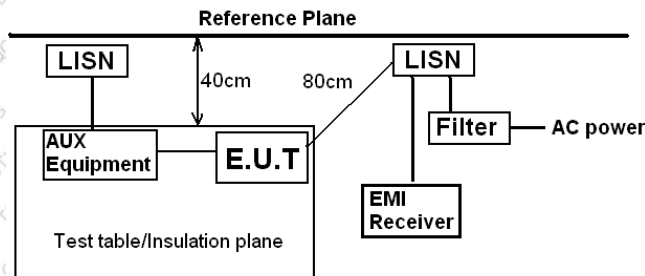 Reference Plane
LISN
40cm
80cm
LISN
AUX
Equipment
E.U.T
Filter
AC power
EMI
Receiver
Test table/Insulation plane